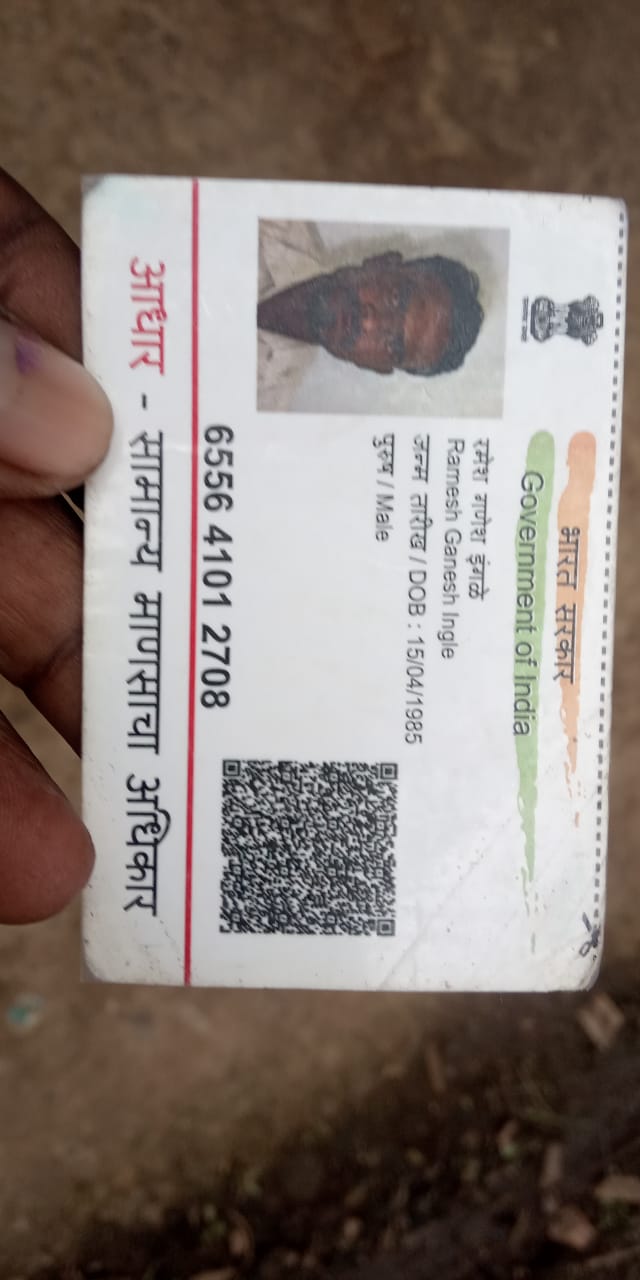 भारत सरकार
Government of India
रमेश गणेश इंगळे
Ramesh Ganesh Ingle
जन्म तारीख / DOB : 15/04/1985
पुरुष / Male
6556 4101 2708
आधार - सामान्य माणसाचा अधिकार